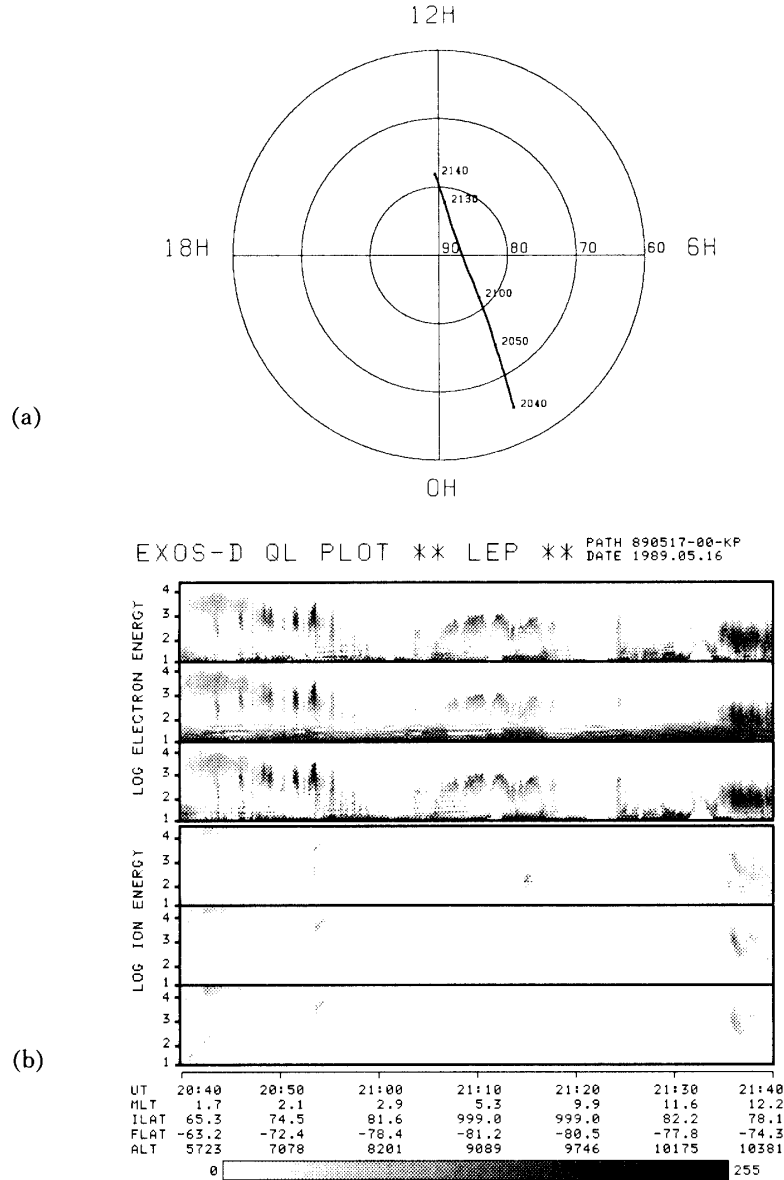 12H
2140
2130
18H
90
80
70
60
6H
2100
2050
2040
(a)
0H
EXOS-D QL PLOT ** LEP **
PATH 890517-00-KP
DATE 1989.05.16
LOG ELECTRON ENERGY
4
3
2
1
4
3
2
1
4
3
2
1
LOG ION ENERGY
4
3
2
1
4
3
2
1
4
3
2
1
(b)
UT 20:40 20:50 21:00 21:10 21:20 21:30 21:40
MLT 1.7 2.1 2.9 5.3 9.9 11.6 12.2
ILAT 65.3 74.5 81.6 999.0 999.0 82.2 78.1
FLAT -63.2 -72.4 -78.4 -81.2 -80.5 -77.8 -74.3
ALT 5723 7078 8201 9089 9746 10175 10381
0 255